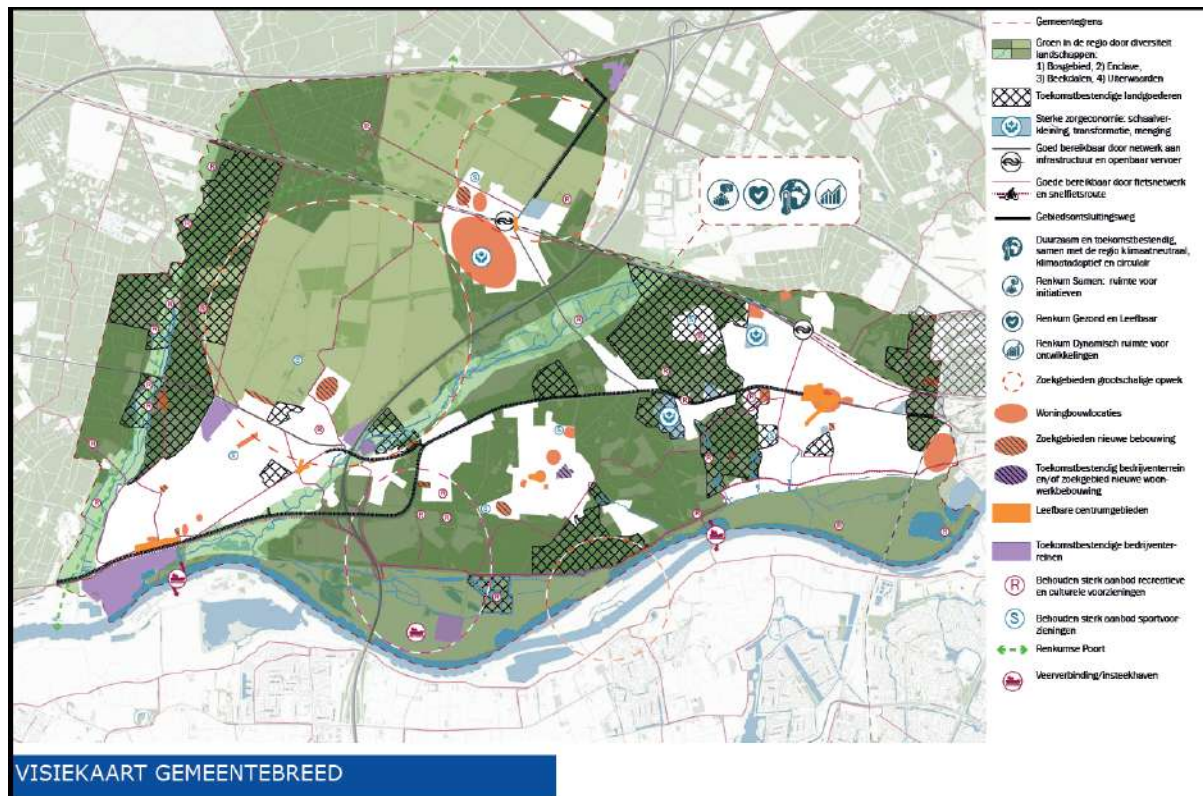 Gemeentegrens
Groen in de regio door diversiteit
landschappen:
1) Bosgebied, 2) Enclave,
3) Beekdalen, 4) Uiterwaarden
Toekomstbestendige landgoederen
Sterke zorgeconomie: schaalver-
kleining, transformatie, menging
Goed bereikbaar door netwerk aan
infrastructuur en openbaar vervoer
Goede bereikbaar door fietsnetwerk
en snelfietsroute
Gebiedsontsluitingsweg
Duurzaam en toekomstbestendig,
samen met de regio klimaatneutraal,
klimaatadaptief en circulair
Renkum Samen: ruimte voor
initiatieven
Renkum Gezond en Leefbaar
Renkum Dynamisch ruimte voor
ontwikkelingen
Zoekgebieden grootschalige opwek
Woningbouwlocaties
Zoekgebieden nieuwe bebouwing
Toekomstbestendig bedrijventerrein
en/of zoekgebied nieuwe woon-
werkbebouwing
Leefbare centrumgebieden
Toekomstbestendige bedrijventer-
reinen
R Behouden sterk aanbod recreatieve
en culturele voorzieningen
S Behouden sterk aanbod sportvoor-
zieningen
Renkumse Poort
Veerverbinding/insteekhaven
VISIEKAART GEMEENTEBREED